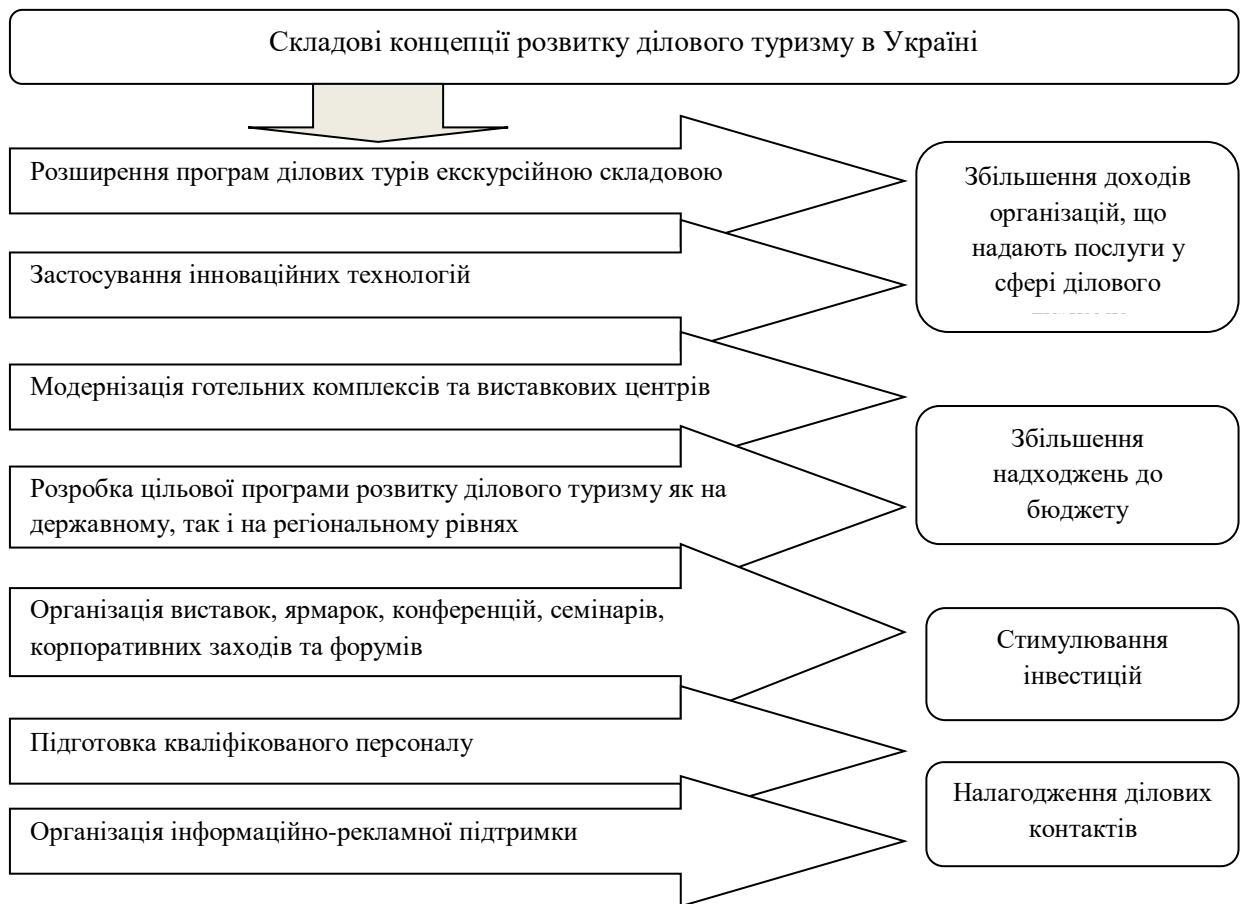 Складові концепції розвитку ділового туризму в Україні
Розширення програм ділових турів екскурсійною складовою
Застосування інноваційних технологій
Модернізація готельних комплексів та виставкових центрів
Розробка цільової програми розвитку ділового туризму як на
державному, так і на регіональному рівнях
Організація виставок, ярмарок, конференцій, семінарів,
корпоративних заходів та форумів
Підготовка кваліфікованого персоналу
Організація інформаційно-рекламної підтримки
Збільшення доходів
організацій, що
надають послуги у
сфері ділового
Збільшення
надходжень до
бюджету
Стимулювання
інвестицій
Налагодження ділових
контактів